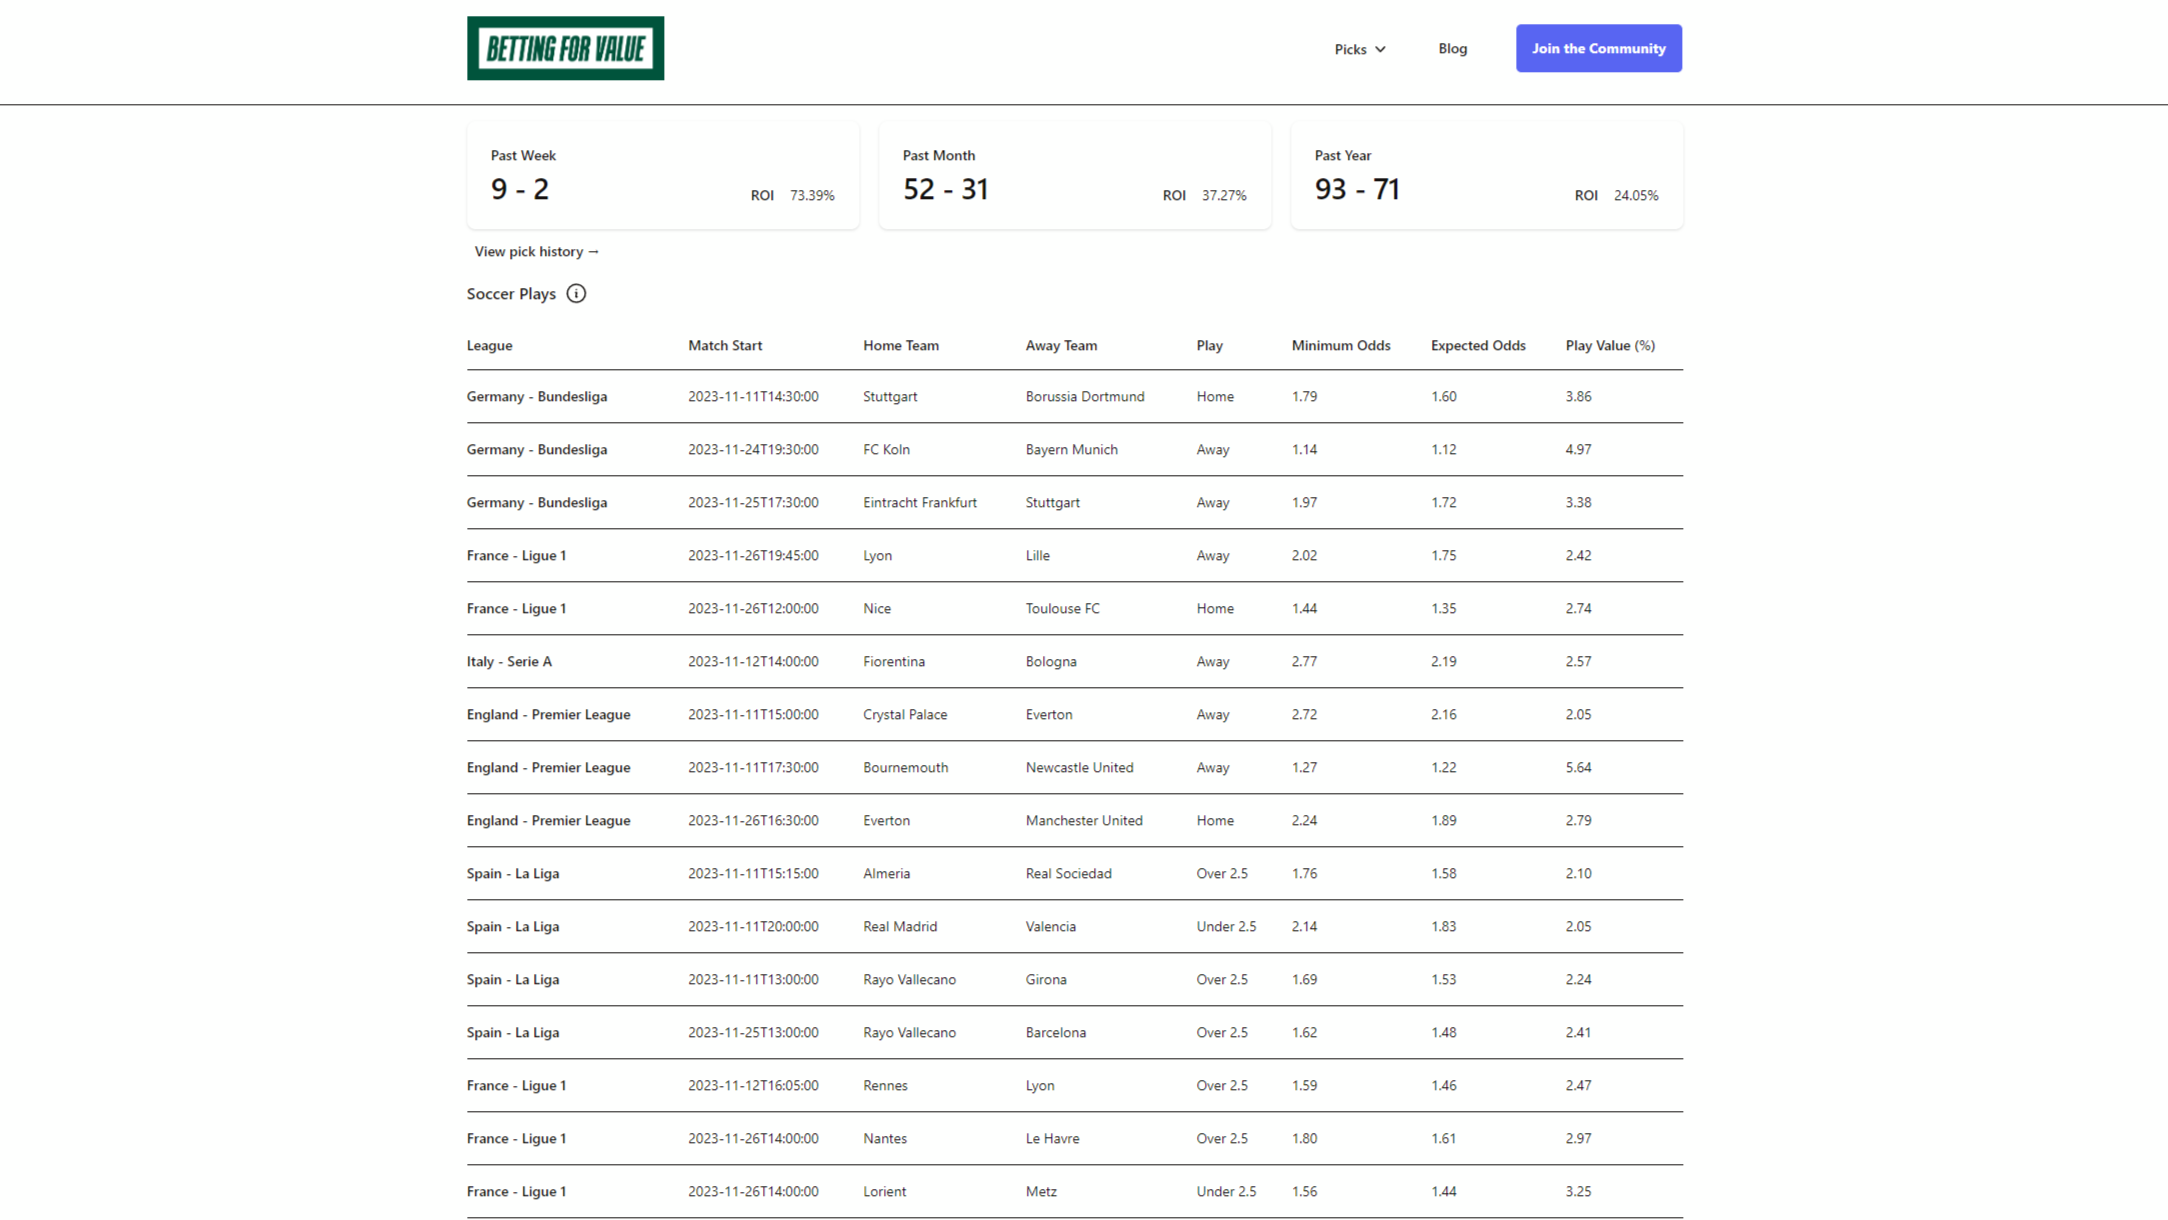 BETTING FOR VALUE
Picks Blog Join the Community
Past Week Past Month Past Year
9 - 2 ROI 73.39% 52 - 31 ROI 37.27% 93 - 71 ROI 24.05%
View pick history →
Soccer Plays i
League Match Start Home Team Away Team Play Minimum Odds Expected Odds Play Value (%)
Germany - Bundesliga 2023-11-11T14:30:00 Stuttgart Borussia Dortmund Home 1.79 1.60 3.86
Germany - Bundesliga 2023-11-24T19:30:00 FC Koln Bayern Munich Away 1.14 1.12 4.97
Germany - Bundesliga 2023-11-25T17:30:00 Eintracht Frankfurt Stuttgart Away 1.97 1.72 3.38
France - Ligue 1 2023-11-26T19:45:00 Lyon Lille Away 2.02 1.75 2.42
France - Ligue 1 2023-11-26T12:00:00 Nice Toulouse FC Home 1.44 1.35 2.74
Italy - Serie A 2023-11-12T14:00:00 Fiorentina Bologna Away 2.77 2.19 2.57
England - Premier League 2023-11-11T15:00:00 Crystal Palace Everton Away 2.72 2.16 2.05
England - Premier League 2023-11-11T17:30:00 Bournemouth Newcastle United Away 1.27 1.22 5.64
England - Premier League 2023-11-26T16:30:00 Everton Manchester United Home 2.24 1.89 2.79
Spain - La Liga 2023-11-11T15:15:00 Almeria Real Sociedad Over 2.5 1.76 1.58 2.10
Spain - La Liga 2023-11-11T20:00:00 Real Madrid Valencia Under 2.5 2.14 1.83 2.05
Spain - La Liga 2023-11-11T13:00:00 Rayo Vallecano Girona Over 2.5 1.69 1.53 2.24
Spain - La Liga 2023-11-25T13:00:00 Rayo Vallecano Barcelona Over 2.5 1.62 1.48 2.41
France - Ligue 1 2023-11-12T16:05:00 Rennes Lyon Over 2.5 1.59 1.46 2.47
France - Ligue 1 2023-11-26T14:00:00 Nantes Le Havre Over 2.5 1.80 1.61 2.97
France - Ligue 1 2023-11-26T14:00:00 Lorient Metz Under 2.5 1.56 1.44 3.25